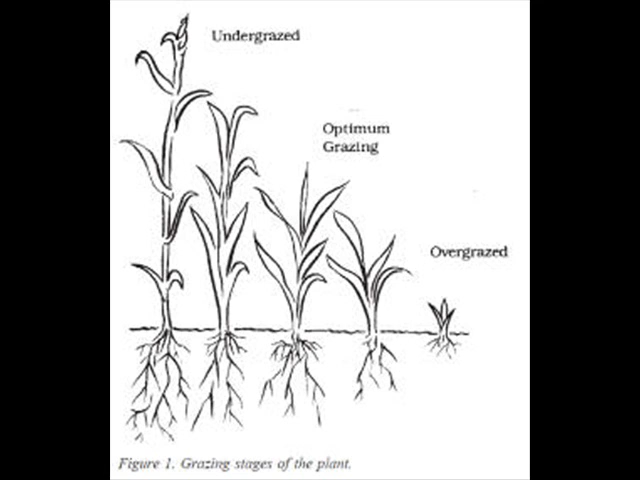 Undergrazed
Optimum
Grazing
Overgrazed
Figure 1. Grazing stages of the plant.